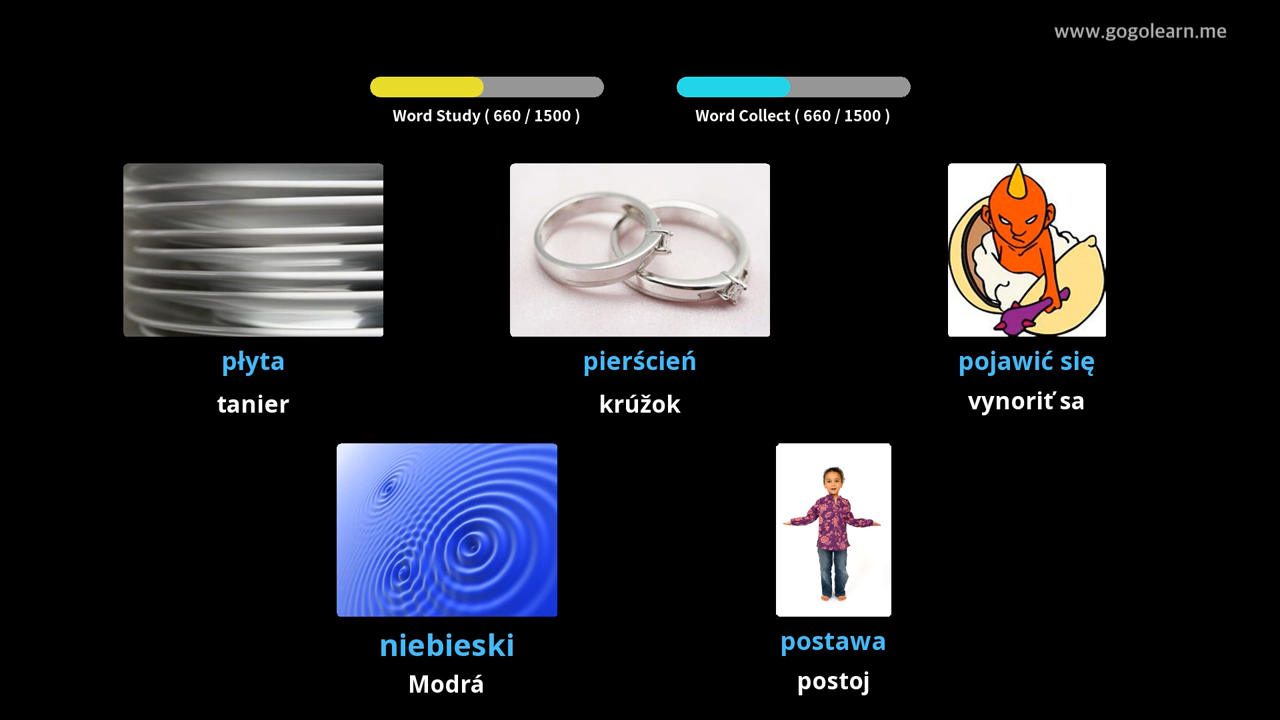 www.gogolearn.me
Word Study ( 660 / 1500 )
Word Collect ( 660 / 1500 )
płyta
tanier
pierścień
krúžok
pojawić się
vynoriť sa
niebieski
Modrá
postawa
postoj